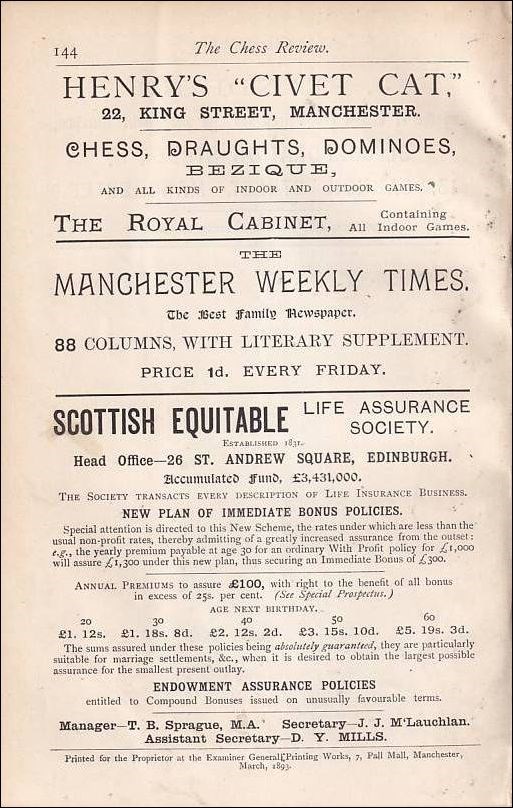 144
The Chess Review.
HENRY'S "CIVET CAT,"
22, KING STREET, MANCHESTER.
CHESS, DRAUGHTS, DOMINOES,
BEZIQUE,
AND ALL KINDS OF INDOOR AND OUTDOOR GAMES.
THE ROYAL CABINET, Containing
All Indoor Games.
THE
MANCHESTER WEEKLY TIMES.
The Best Family Newspaper.
88 COLUMNS, WITH LITERARY SUPPLEMENT.
PRICE 1d. EVERY FRIDAY.
SCOTTISH EQUITABLE LIFE ASSURANCE
SOCIETY.
ESTABLISHED 1831.
Head Office—26 ST. ANDREW SQUARE, EDINBURGH.
Accumulated Fund, £3,431,000.
THE SOCIETY TRANSACTS EVERY DESCRIPTION OF LIFE INSURANCE BUSINESS.
NEW PLAN OF IMMEDIATE BONUS POLICIES.
Special attention is directed to this New Scheme, the rates under which are less than the
usual non-profit rates, thereby admitting of a greatly increased assurance from the outset:
e.g., the yearly premium payable at age 30 for an ordinary With Profit policy for £1,000
will assure £1,300 under this new plan, thus securing an Immediate Bonus of £300.
ANNUAL PREMIUMS to assure £100, with right to the benefit of all bonus
in excess of 25s. per cent. (See Special Prospectus.)
AGE NEXT BIRTHDAY.
20 30 40 50 60
£1. 12s. £1. 18s. 8d. £2. 12s. 2d. £3. 15s. 10d. £5. 19s. 3d.
The sums assured under these policies being absolutely guaranteed, they are particularly
suitable for marriage settlements, &c., when it is desired to obtain the largest possible
assurance for the smallest present outlay.
ENDOWMENT ASSURANCE POLICIES
entitled to Compound Bonuses issued on unusually favourable terms.
Manager—T. B. Sprague, M.A. Secretary—J. J. M'Lauchlan.
Assistant Secretary—D. Y. MILLS.
Printed for the Proprietor at the Examiner General Printing Works, 7, Pall Mall, Manchester,
March, 1893.